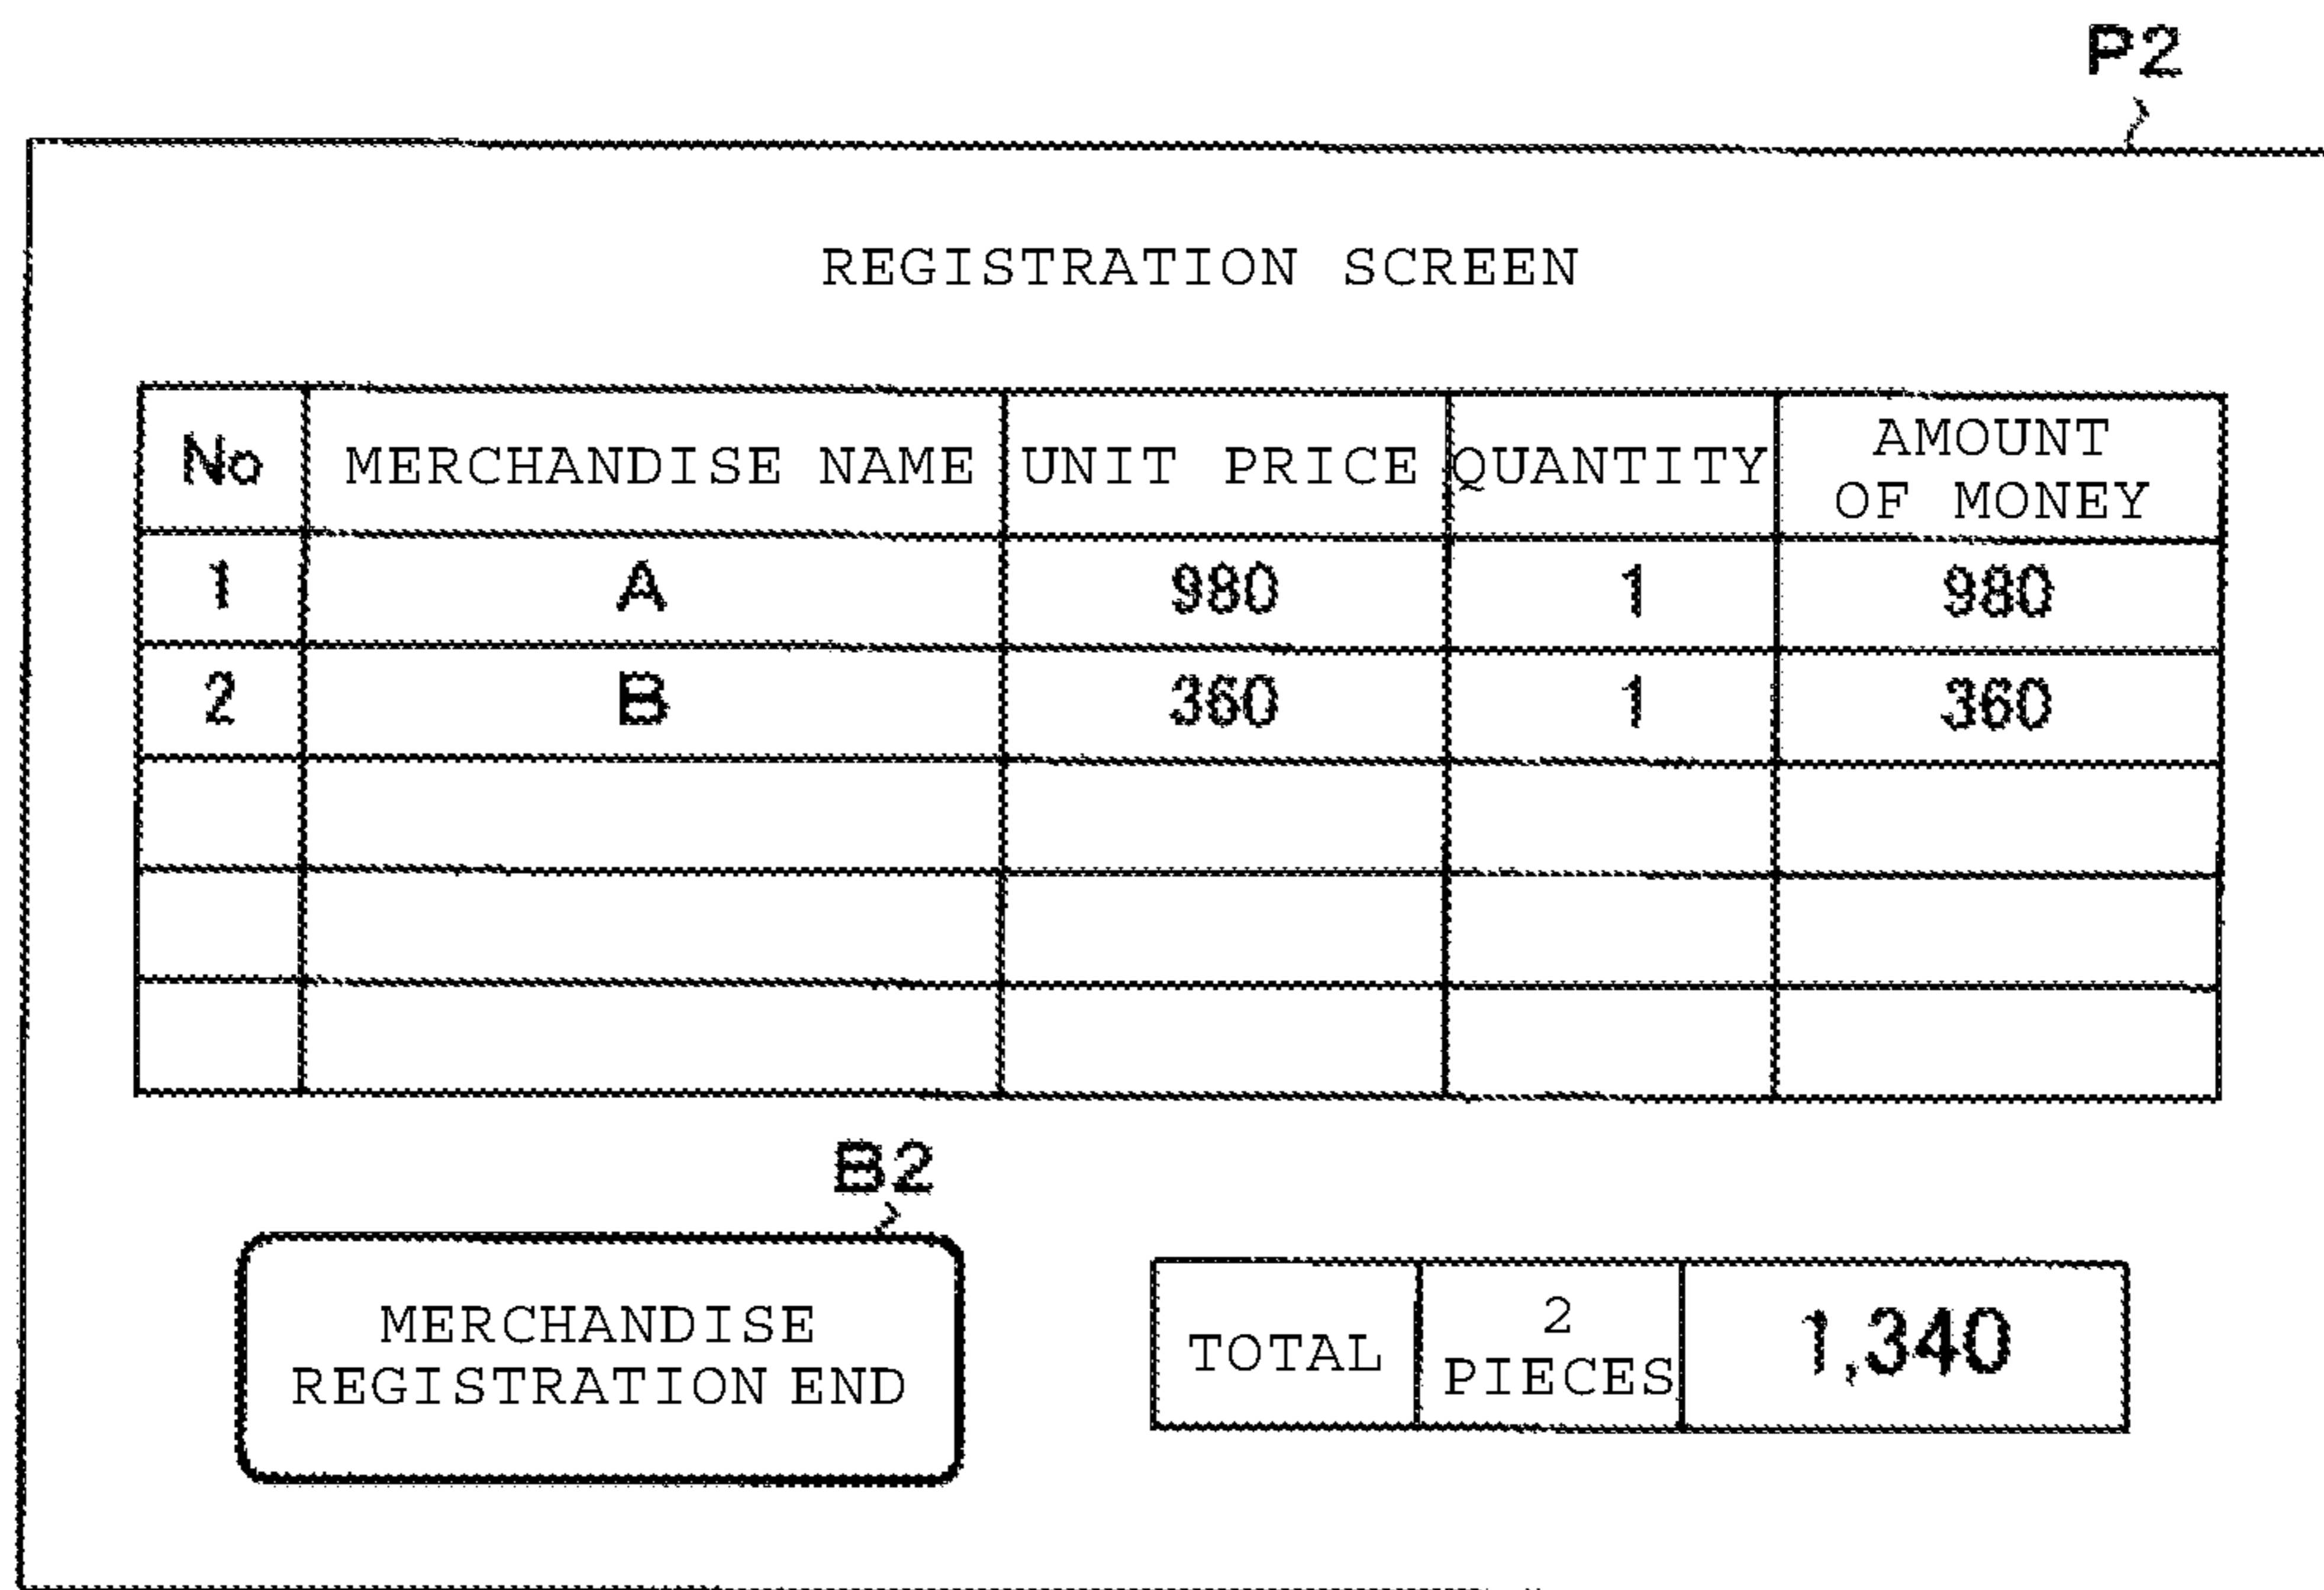 P2
REGISTRATION SCREEN
No MERCHANDISE NAME UNIT PRICE QUANTITY AMOUNT OF MONEY
1 A 980 1 980
2 B 360 1 360
B2
MERCHANDISE
REGISTRATION END
TOTAL 2 PIECES 1,340